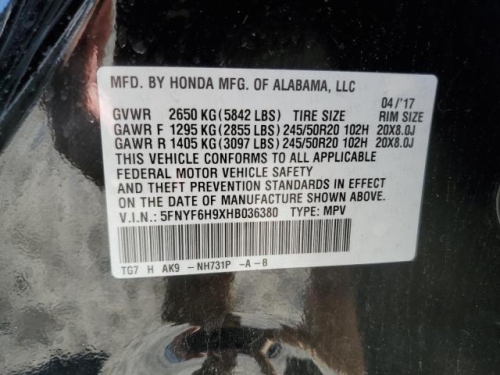 MFD. BY HONDA MFG. OF ALABAMA, LLC
04/'17
GVWR 2650 KG (5842 LBS) TIRE SIZE RIM SIZE
GAWR F 1295 KG (2855 LBS) 245/50R20 102H 20X8.0J
GAWR R 1405 KG (3097 LBS) 245/50R20 102H 20X8.0J
THIS VEHICLE CONFORMS TO ALL APPLICABLE
FEDERAL MOTOR VEHICLE SAFETY
AND THEFT PREVENTION STANDARDS IN EFFECT
ON THE DATE OF MANUFACTURE SHOWN ABOVE.
V.I.N.: 5FNYF6H9XHB036380 TYPE: MPV
TG7 H AK9 -NH731P -A-B